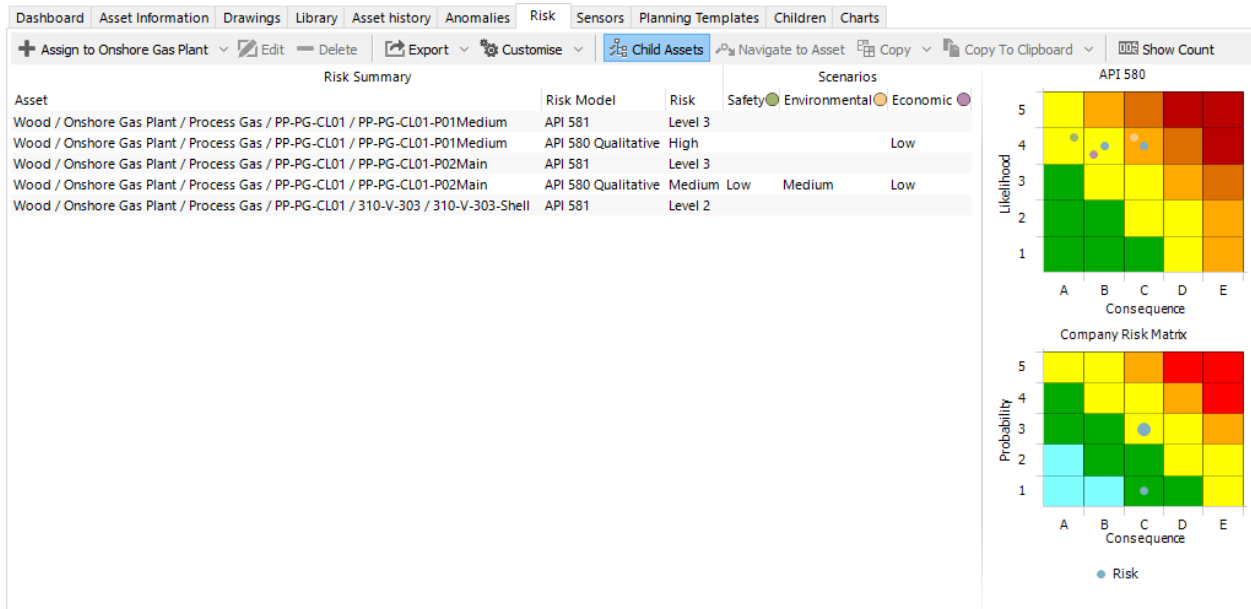 Dashboard Asset Information Drawings Library Asset history Anomalies Risk Sensors Planning Templates Children Charts
Assign to Onshore Gas Plant Edit Delete Export Customise Child Assets Navigate to Asset Copy Copy To Clipboard Show Count
Risk Summary Scenarios
Asset Risk Model Risk Safety Environmental Economic
Wood / Onshore Gas Plant / Process Gas / PP-PG-CL01 / PP-PG-CL01-P01Medium API 581 Level 3
Wood / Onshore Gas Plant / Process Gas / PP-PG-CL01 / PP-PG-CL01-P01Medium API 580 Qualitative High Low
Wood / Onshore Gas Plant / Process Gas / PP-PG-CL01 / PP-PG-CL01-P02Main API 581 Level 3
Wood / Onshore Gas Plant / Process Gas / PP-PG-CL01 / PP-PG-CL01-P02Main API 580 Qualitative Medium Low Medium Low
Wood / Onshore Gas Plant / Process Gas / PP-PG-CL01 / 310-V-303 / 310-V-303-Shell API 581 Level 2
API 580
Likelihood
5
4
3
2
1
A B C D E
Consequence
Company Risk Matrix
Probability
5
4
3
2
1
A B C D E
Consequence
Risk